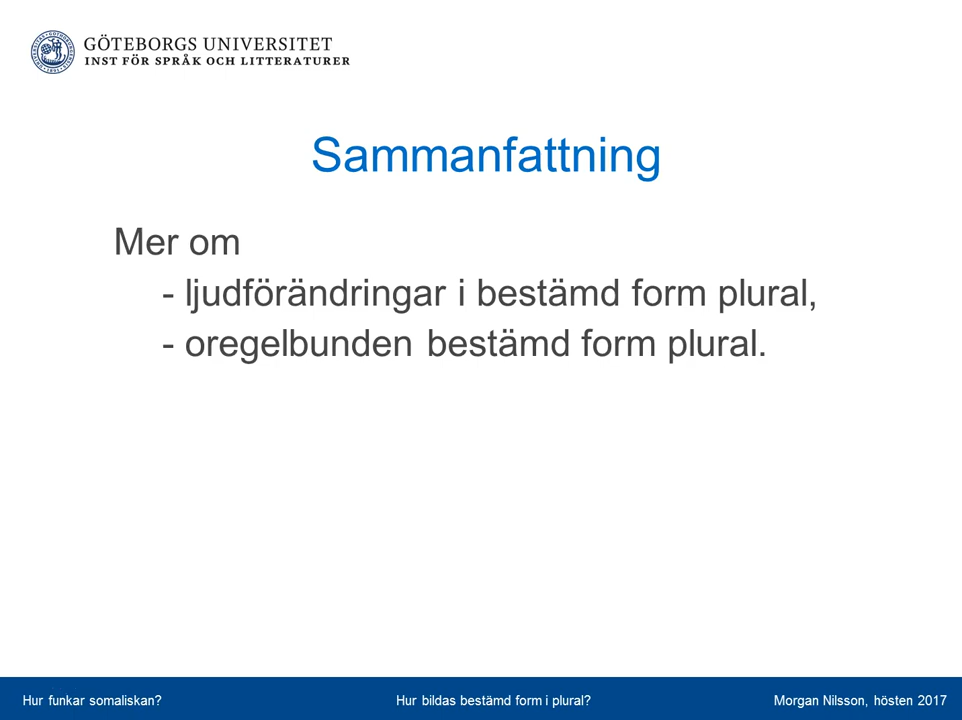 GÖTEBORGS UNIVERSITET
INST FÖR SPRÅK OCH LITTERATURER
Sammanfattning
Mer om
- ljudförändringar i bestämd form plural,
- oregelbunden bestämd form plural.
Hur funkar somaliskan?
Hur bildas bestämd form i plural?
Morgan Nilsson, hösten 2017